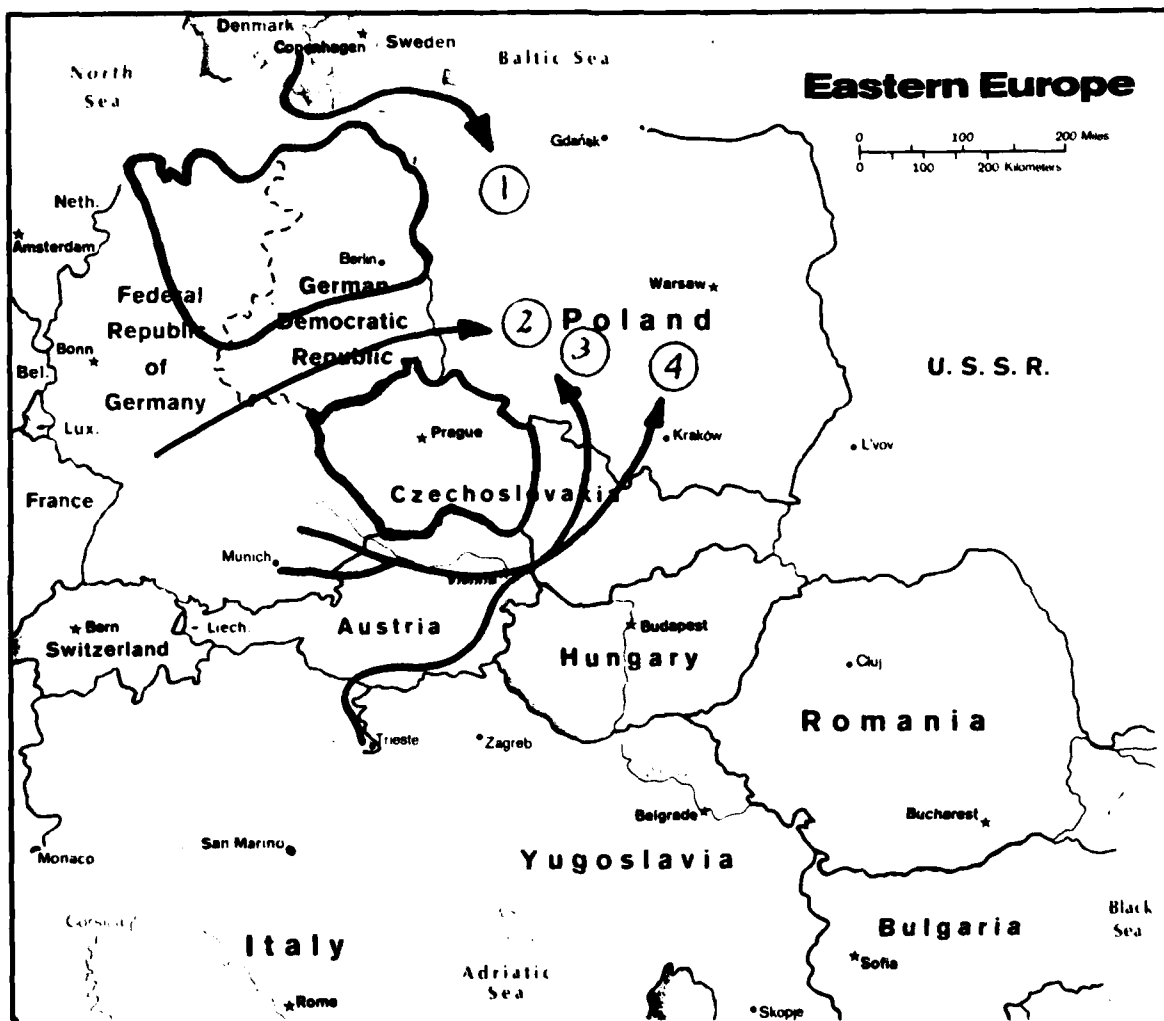 Eastern Europe
0 100 200 Miles
0 100 200 Kilometers
Denmark
Copenhagen
Sweden
North
Sea
Baltic Sea
Gdańsk
1
Neth.
Amsterdam
Berlin
German
Democratic
Republic
Federal
Republic
of
Germany
Bonn
Bel.
Lux.
Warsaw
2
Poland
3
4
U.S.S.R.
Prague
Kraków
L'vov
Czechoslovakia
France
Munich
Vienna
Bern
Switzerland
Liech.
Austria
Budapest
Hungary
Cluj
Romania
Trieste
Zagreb
Belgrade
Bucharest
Monaco
San Marino
Yugoslavia
Corsica
Italy
Rome
Adriatic
Sea
Bulgaria
Sofia
Black
Sea
Skopje